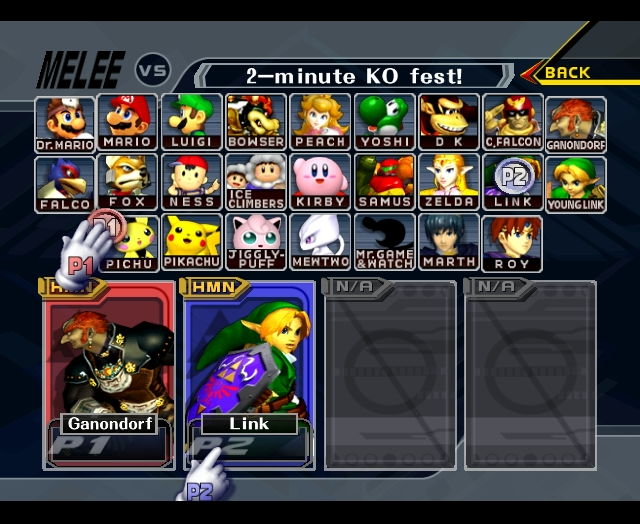 MELEE VS 2-minute KO fest! BACK
DR.MARIO MARIO LUIGI BOWSER PEACH YOSHI D K C.FALCON GANONDORF
FALCO FOX NESS ICE CLIMBERS KIRBY SAMUS ZELDA P2 LINK YOUNG LINK
P1 PICHU PIKACHU JIGGLY-PUFF MEWTWO Mr.GAME &WATCH MARTH ROY
P1
HMN HMN N/A N/A
Ganondorf Link
P1 P2
P2